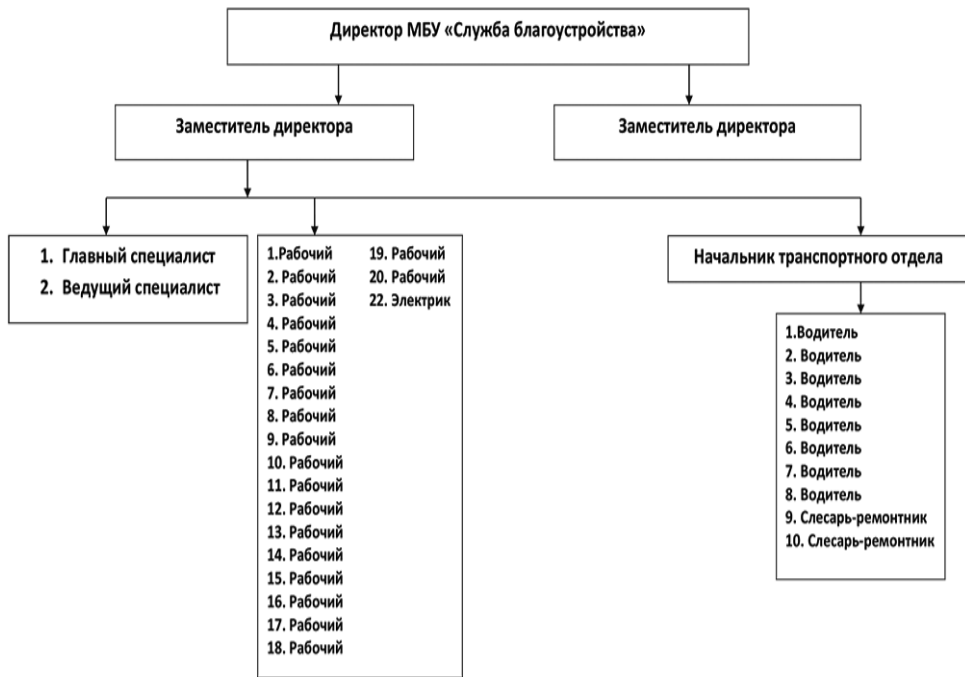 Директор МБУ «Служба благоустройства»
Заместитель директора
Заместитель директора
1. Главный специалист
2. Ведущий специалист
1.Рабочий
2. Рабочий
3. Рабочий
4. Рабочий
5. Рабочий
6. Рабочий
7. Рабочий
8. Рабочий
9. Рабочий
10. Рабочий
11. Рабочий
12. Рабочий
13. Рабочий
14. Рабочий
15. Рабочий
16. Рабочий
17. Рабочий
18. Рабочий
19. Рабочий
20. Рабочий
22. Электрик
Начальник транспортного отдела
1.Водитель
2. Водитель
3. Водитель
4. Водитель
5. Водитель
6. Водитель
7. Водитель
8. Водитель
9. Слесарь-ремонтник
10. Слесарь-ремонтник